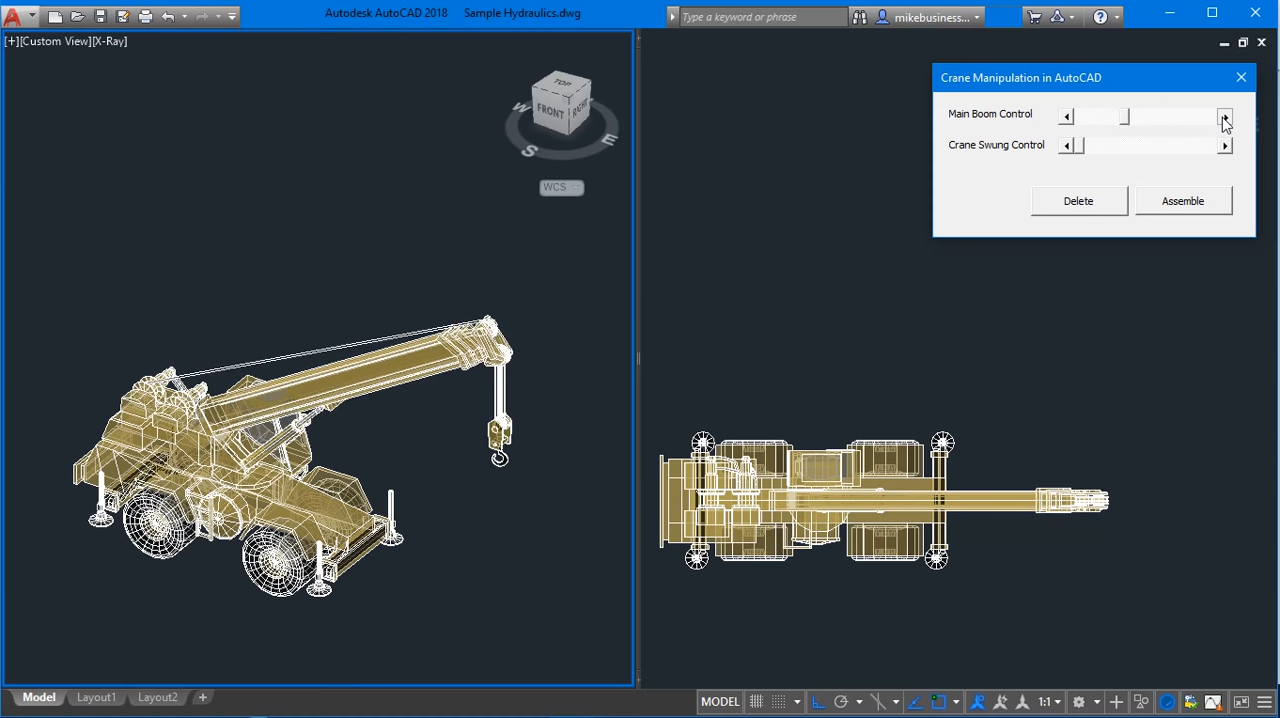 Autodesk AutoCAD 2018 Sample Hydraulics.dwg
Type a keyword or phrase
mikebusiness...
[+][Custom View][X-Ray]
TOP
FRONT
RIGHT
W
S
E
WCS
Crane Manipulation in AutoCAD
Main Boom Control
Crane Swung Control
Delete
Assemble
Model
Layout1
Layout2
+
MODEL
1:1